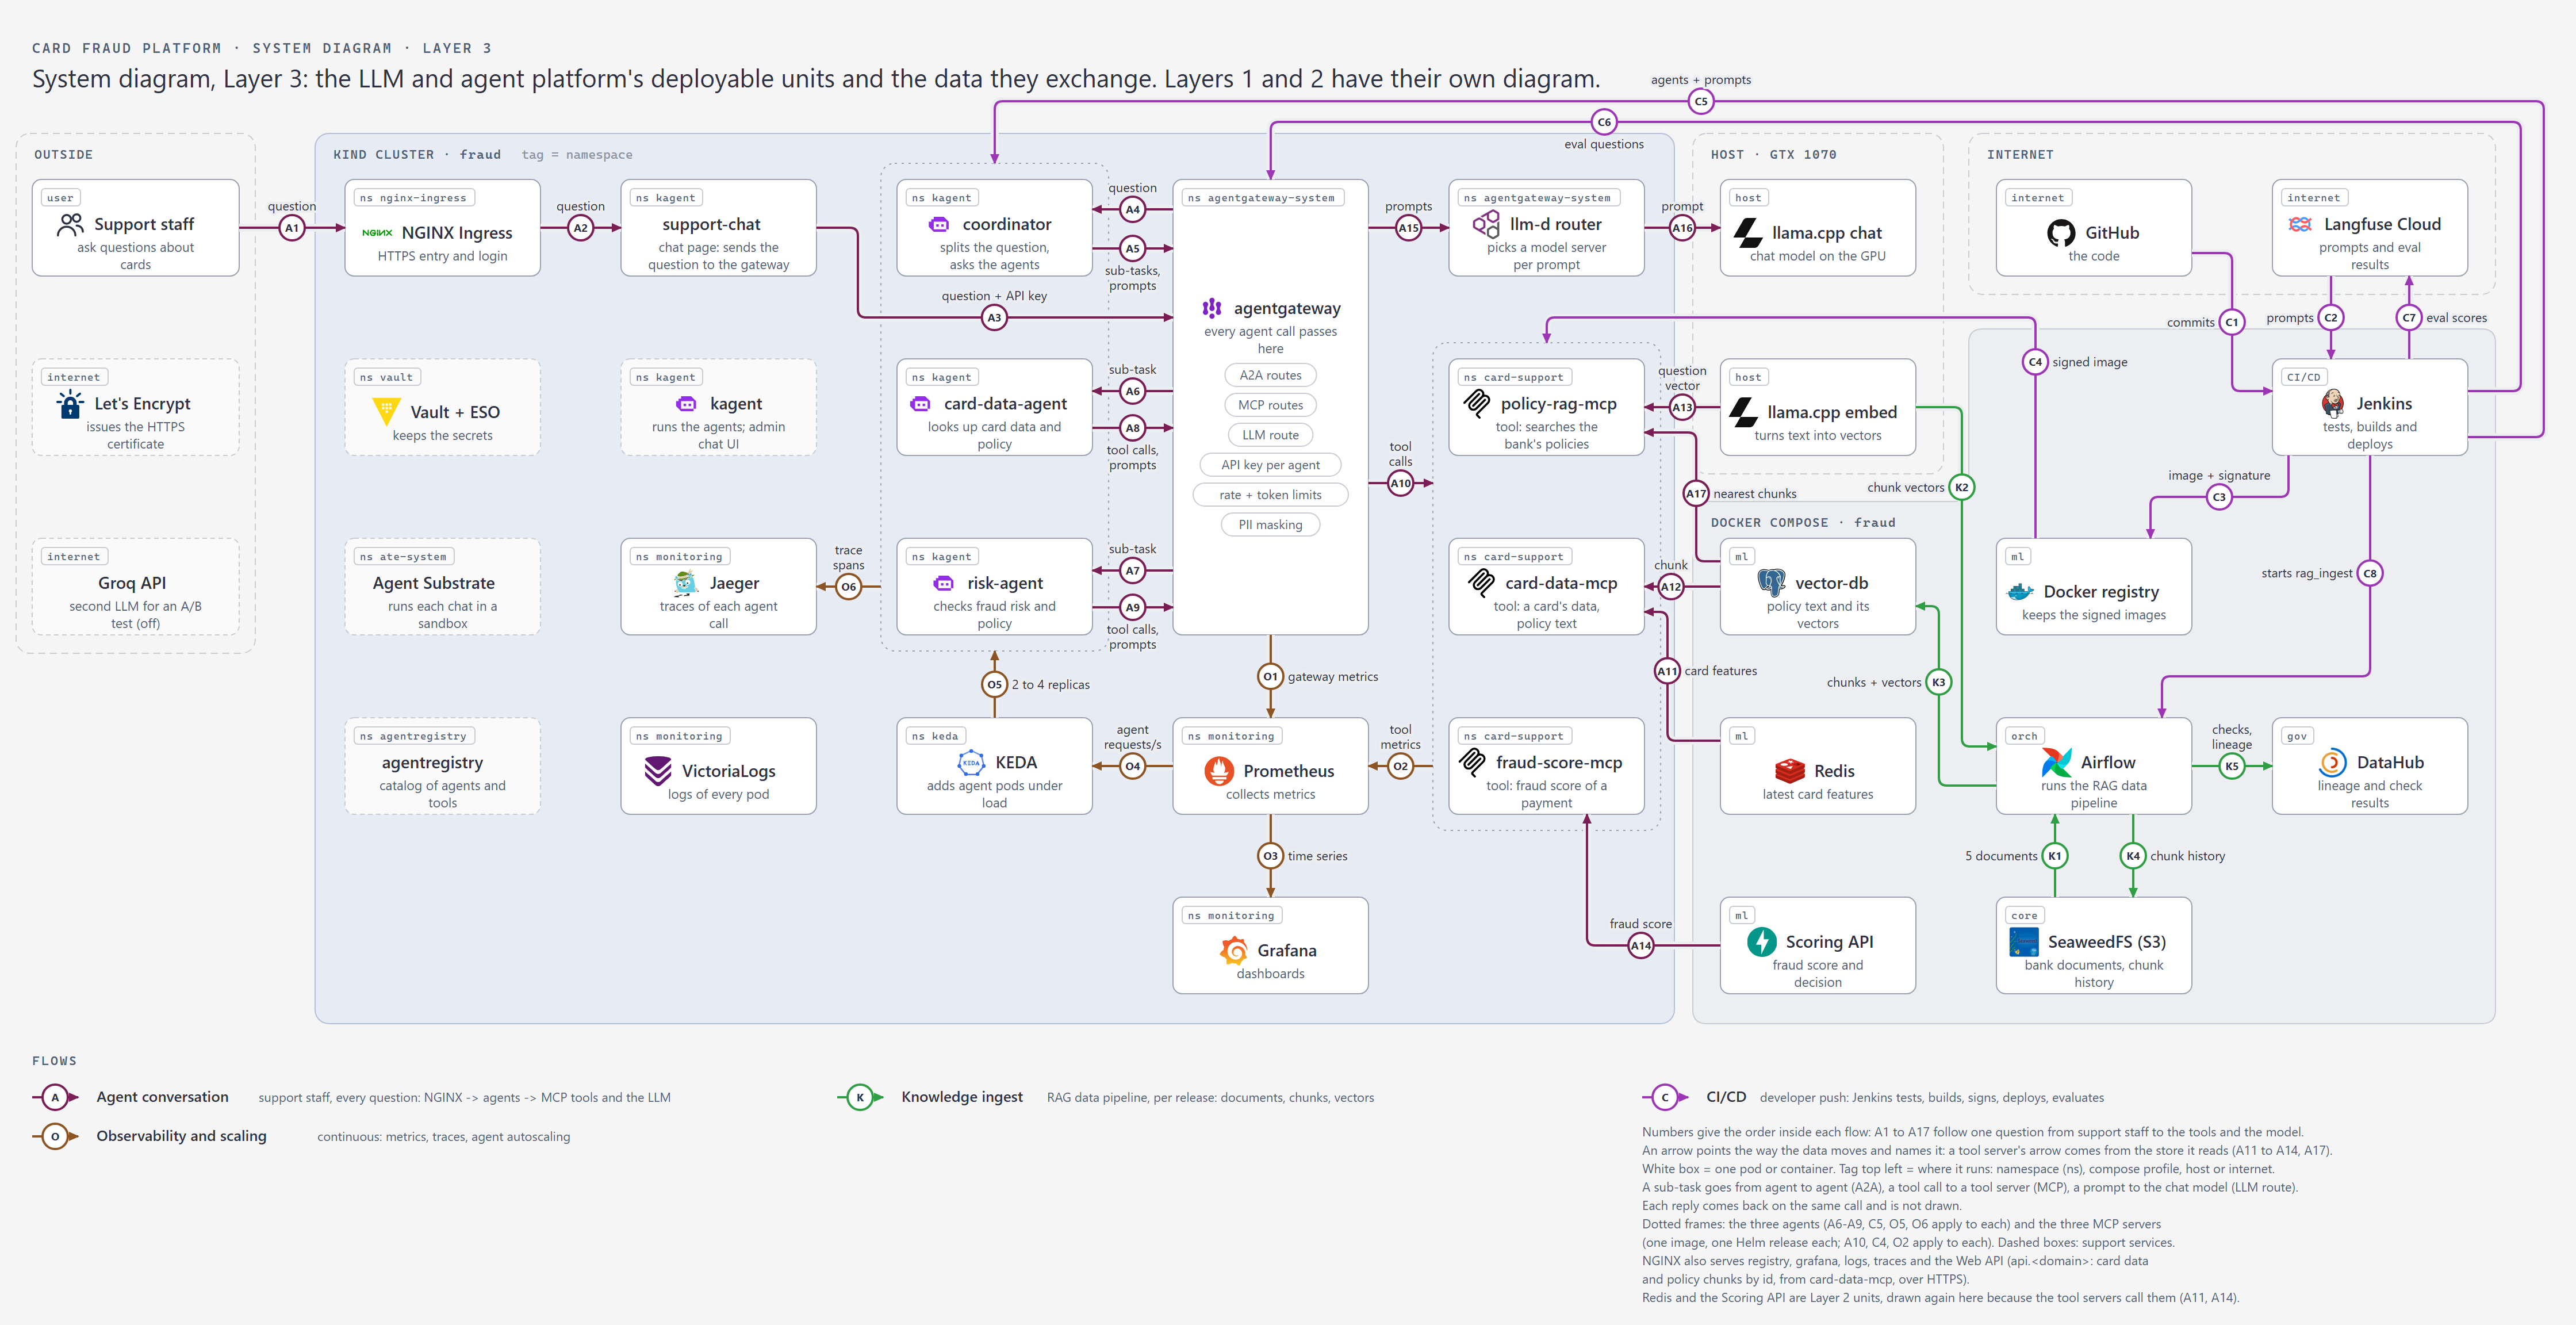 CARD FRAUD PLATFORM · SYSTEM DIAGRAM · LAYER 3
System diagram, Layer 3: the LLM and agent platform's deployable units and the data they exchange. Layers 1 and 2 have their own diagram.
agents + prompts
C5
C6
eval questions
OUTSIDE
KIND CLUSTER · fraud
tag = namespace
HOST · GTX 1070
INTERNET
user
Support staff
ask questions about
cards
question
A1
ns nginx-ingress
NGINX
NGINX Ingress
HTTPS entry and login
question
A2
ns kagent
support-chat
chat page: sends the
question to the gateway
ns kagent
coordinator
splits the question,
asks the agents
question
A4
A5
sub-tasks,
prompts
question + API key
A3
ns agentgateway-system
agentgateway
every agent call passes
here
A2A routes
MCP routes
LLM route
API key per agent
rate + token limits
PII masking
prompts
A15
ns agentgateway-system
llm-d router
picks a model server
per prompt
prompt
A16
host
llama.cpp chat
chat model on the GPU
internet
GitHub
the code
internet
Langfuse Cloud
prompts and eval
results
commits
C1
prompts
C2
C7
eval scores
C4
signed image
internet
Let's Encrypt
issues the HTTPS
certificate
ns vault
Vault + ESO
keeps the secrets
ns kagent
kagent
runs the agents; admin
chat UI
ns kagent
card-data-agent
looks up card data and
policy
sub-task
A6
A8
tool calls,
prompts
tool
calls
A10
ns card-support
policy-rag-mcp
tool: searches the
bank's policies
question
vector
A13
host
llama.cpp embed
turns text into vectors
CI/CD
Jenkins
tests, builds and
deploys
A17
nearest chunks
chunk vectors
K2
image + signature
C3
DOCKER COMPOSE · fraud
internet
Groq API
second LLM for an A/B
test (off)
ns ate-system
Agent Substrate
runs each chat in a
sandbox
ns monitoring
Jaeger
traces of each agent
call
trace
spans
O6
ns kagent
risk-agent
checks fraud risk and
policy
sub-task
A7
A9
tool calls,
prompts
ns card-support
card-data-mcp
tool: a card's data,
policy text
chunk
A12
ml
vector-db
policy text and its
vectors
ml
Docker registry
keeps the signed images
starts rag_ingest
C8
O5
2 to 4 replicas
O1
gateway metrics
A11
card features
chunks + vectors
K3
ns agentregistry
agentregistry
catalog of agents and
tools
ns monitoring
VictoriaLogs
logs of every pod
ns keda
KEDA
KEDA
adds agent pods under
load
agent
requests/s
O4
ns monitoring
Prometheus
collects metrics
tool
metrics
O2
ns card-support
fraud-score-mcp
tool: fraud score of a
payment
ml
Redis
latest card features
orch
Airflow
runs the RAG data
pipeline
checks,
lineage
K5
gov
DataHub
lineage and check
results
O3
time series
5 documents
K1
K4
chunk history
ns monitoring
Grafana
dashboards
fraud score
A14
ml
Scoring API
fraud score and
decision
core
SeaweedFS (S3)
bank documents, chunk
history
FLOWS
A
Agent conversation
support staff, every question: NGINX -> agents -> MCP tools and the LLM
K
Knowledge ingest
RAG data pipeline, per release: documents, chunks, vectors
C
CI/CD
developer push: Jenkins tests, builds, signs, deploys, evaluates
O
Observability and scaling
continuous: metrics, traces, agent autoscaling
Numbers give the order inside each flow: A1 to A17 follow one question from support staff to the tools and the model.
An arrow points the way the data moves and names it: a tool server's arrow comes from the store it reads (A11 to A14, A17).
White box = one pod or container. Tag top left = where it runs: namespace (ns), compose profile, host or internet.
A sub-task goes from agent to agent (A2A), a tool call to a tool server (MCP), a prompt to the chat model (LLM route).
Each reply comes back on the same call and is not drawn.
Dotted frames: the three agents (A6-A9, C5, O5, O6 apply to each) and the three MCP servers
(one image, one Helm release each; A10, C4, O2 apply to each). Dashed boxes: support services.
NGINX also serves registry, grafana, logs, traces and the Web API (api.<domain>: card data
and policy chunks by id, from card-data-mcp, over HTTPS).
Redis and the Scoring API are Layer 2 units, drawn again here because the tool servers call them (A11, A14).